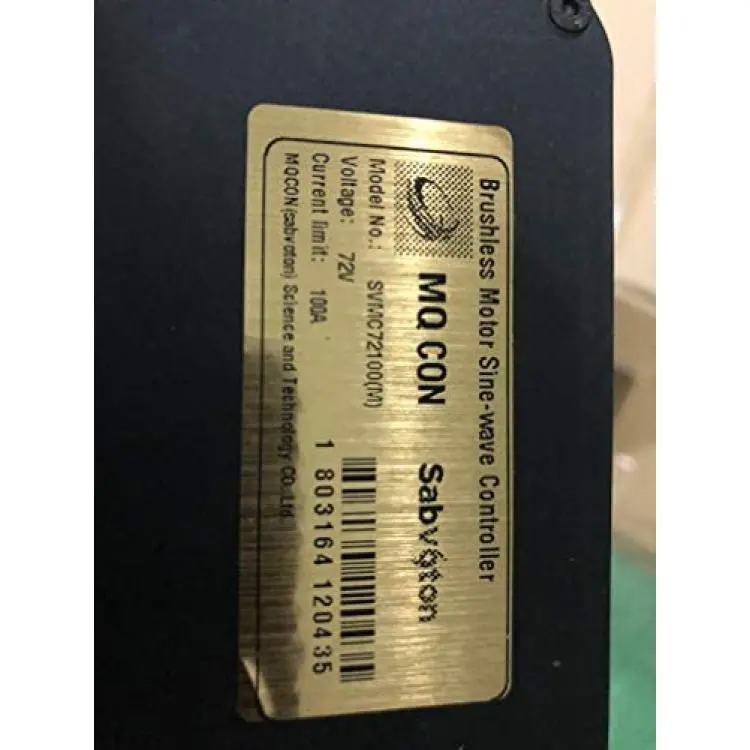 Brushless Motor Sine-wave Controller
MQ CON Sabvoton
Model No.: SVMC72100(M)
Voltage: 72V
Current limit: 100A
MQCON(sabvoton) Science and Technology CO.Ltd
1 803164 120435